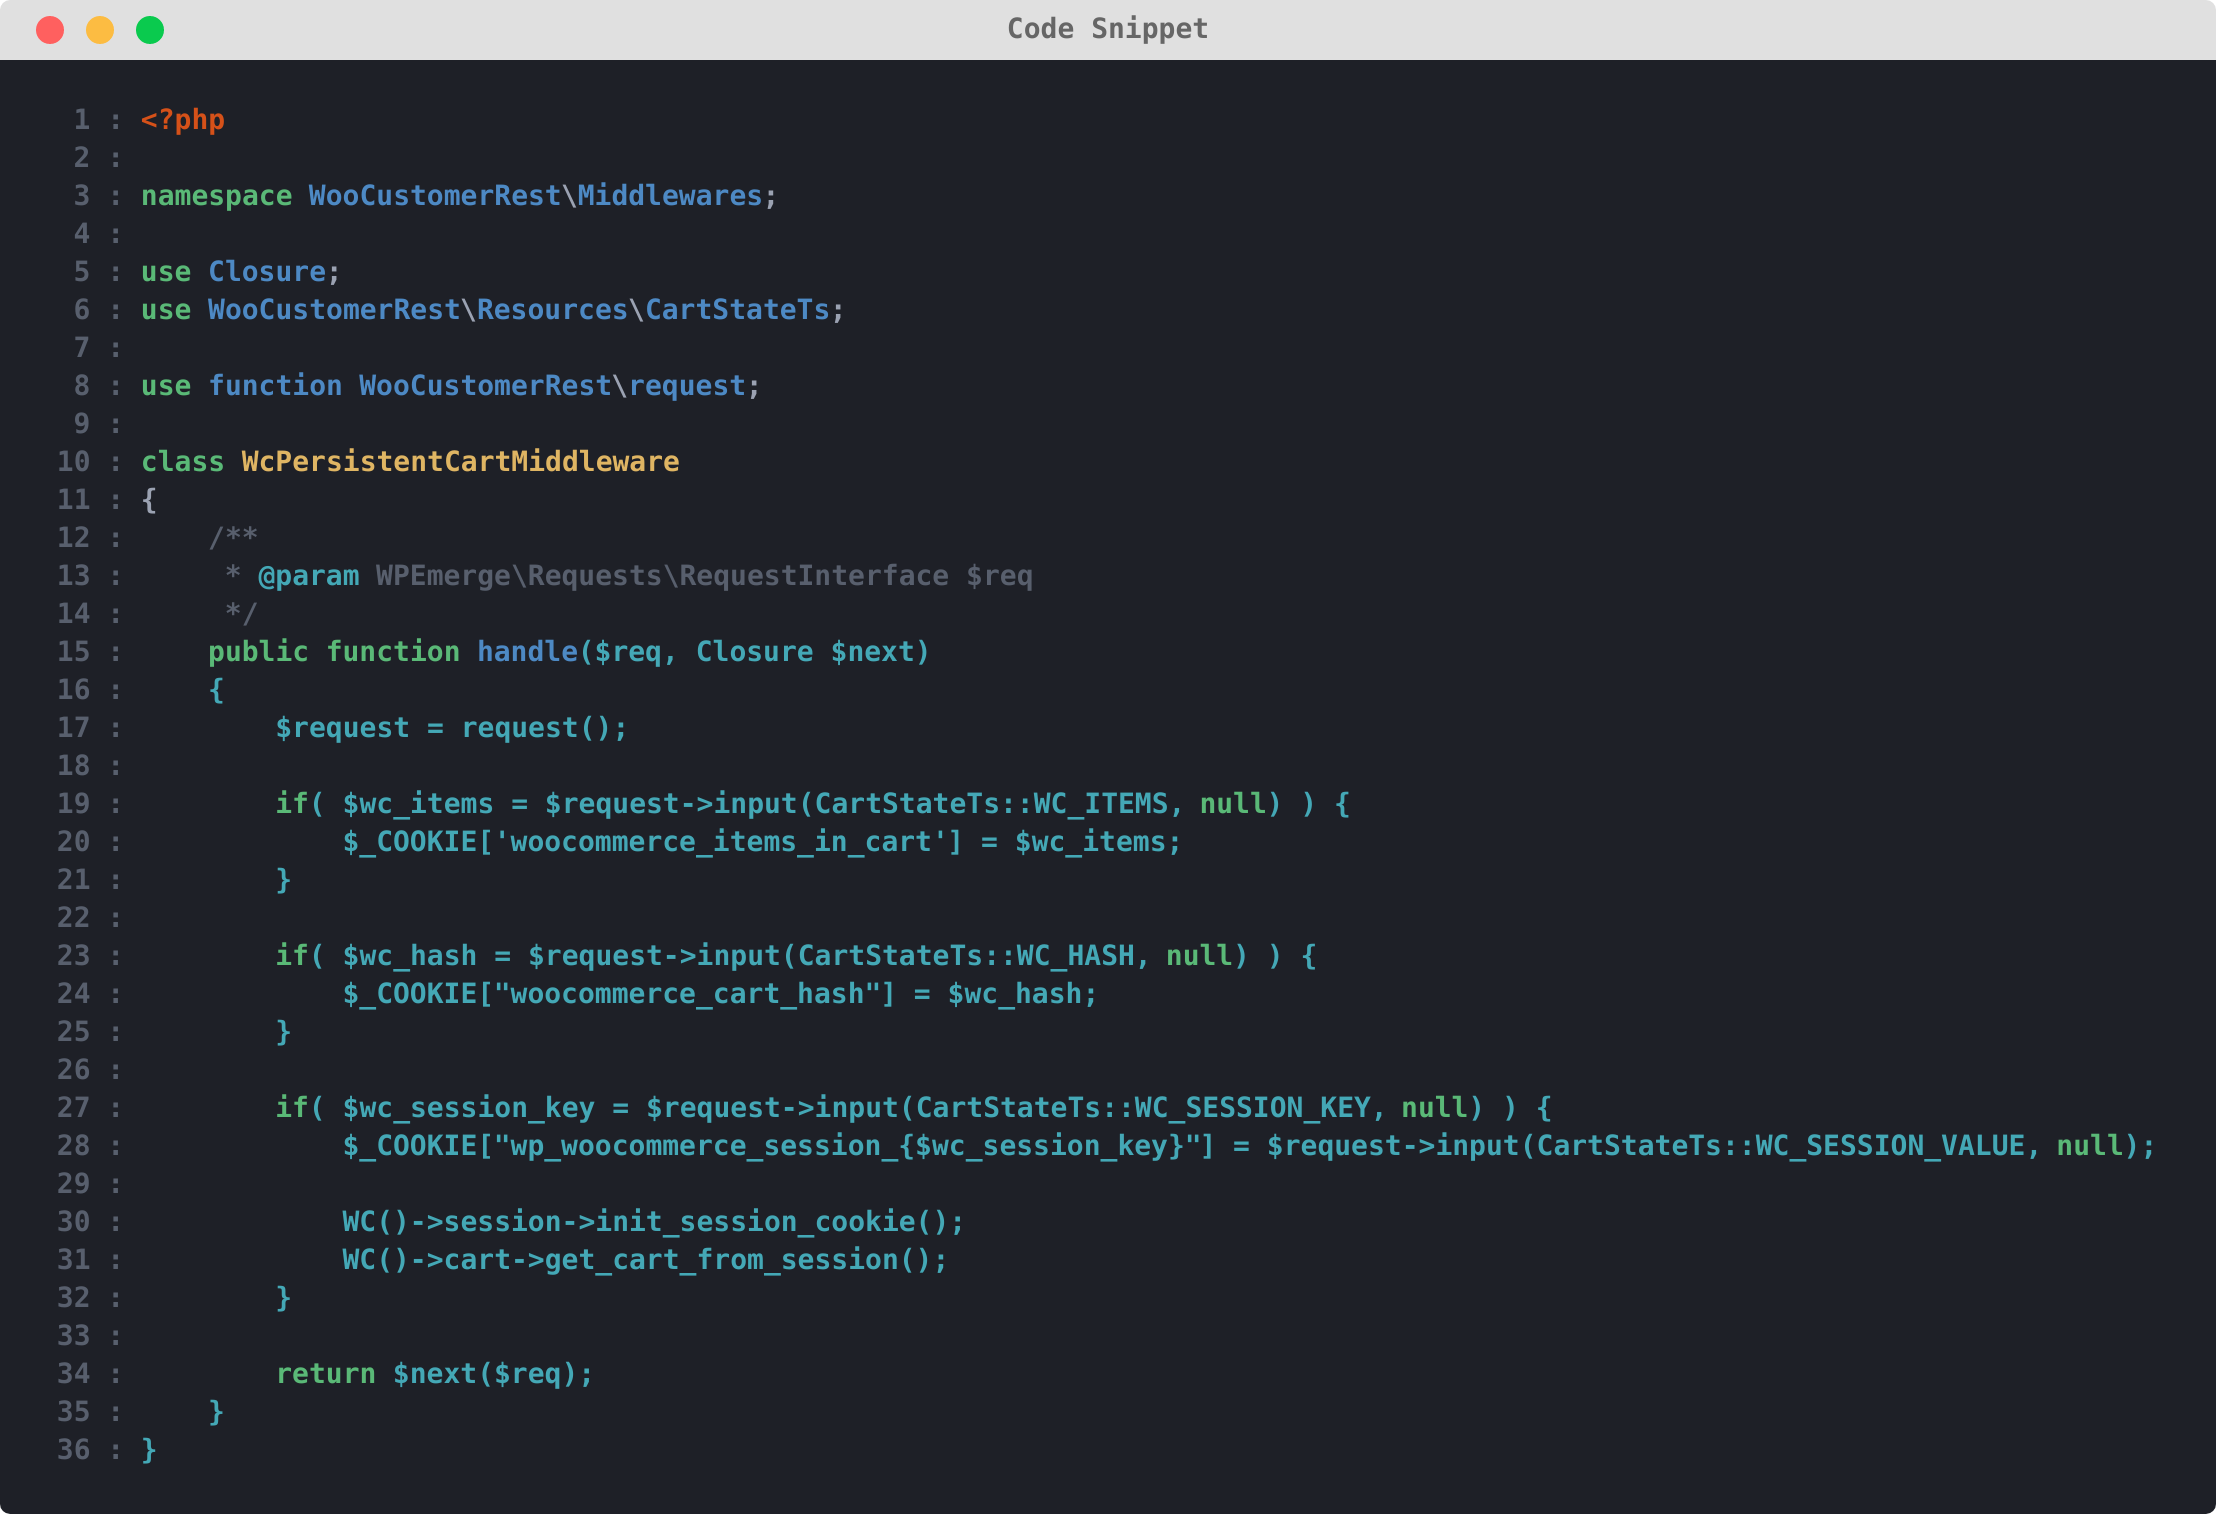 Code Snippet
1 : <?php
2 :
3 : namespace WooCustomerRest\Middlewares;
4 :
5 : use Closure;
6 : use WooCustomerRest\Resources\CartStateTs;
7 :
8 : use function WooCustomerRest\request;
9 :
10 : class WcPersistentCartMiddleware
11 : {
12 :     /**
13 :      * @param WPEmerge\Requests\RequestInterface $req
14 :      */
15 :     public function handle($req, Closure $next)
16 :     {
17 :         $request = request();
18 :
19 :         if( $wc_items = $request->input(CartStateTs::WC_ITEMS, null) ) {
20 :             $_COOKIE['woocommerce_items_in_cart'] = $wc_items;
21 :         }
22 :
23 :         if( $wc_hash = $request->input(CartStateTs::WC_HASH, null) ) {
24 :             $_COOKIE["woocommerce_cart_hash"] = $wc_hash;
25 :         }
26 :
27 :         if( $wc_session_key = $request->input(CartStateTs::WC_SESSION_KEY, null) ) {
28 :             $_COOKIE["wp_woocommerce_session_{$wc_session_key}"] = $request->input(CartStateTs::WC_SESSION_VALUE, null);
29 :
30 :             WC()->session->init_session_cookie();
31 :             WC()->cart->get_cart_from_session();
32 :         }
33 :
34 :         return $next($req);
35 :     }
36 : }